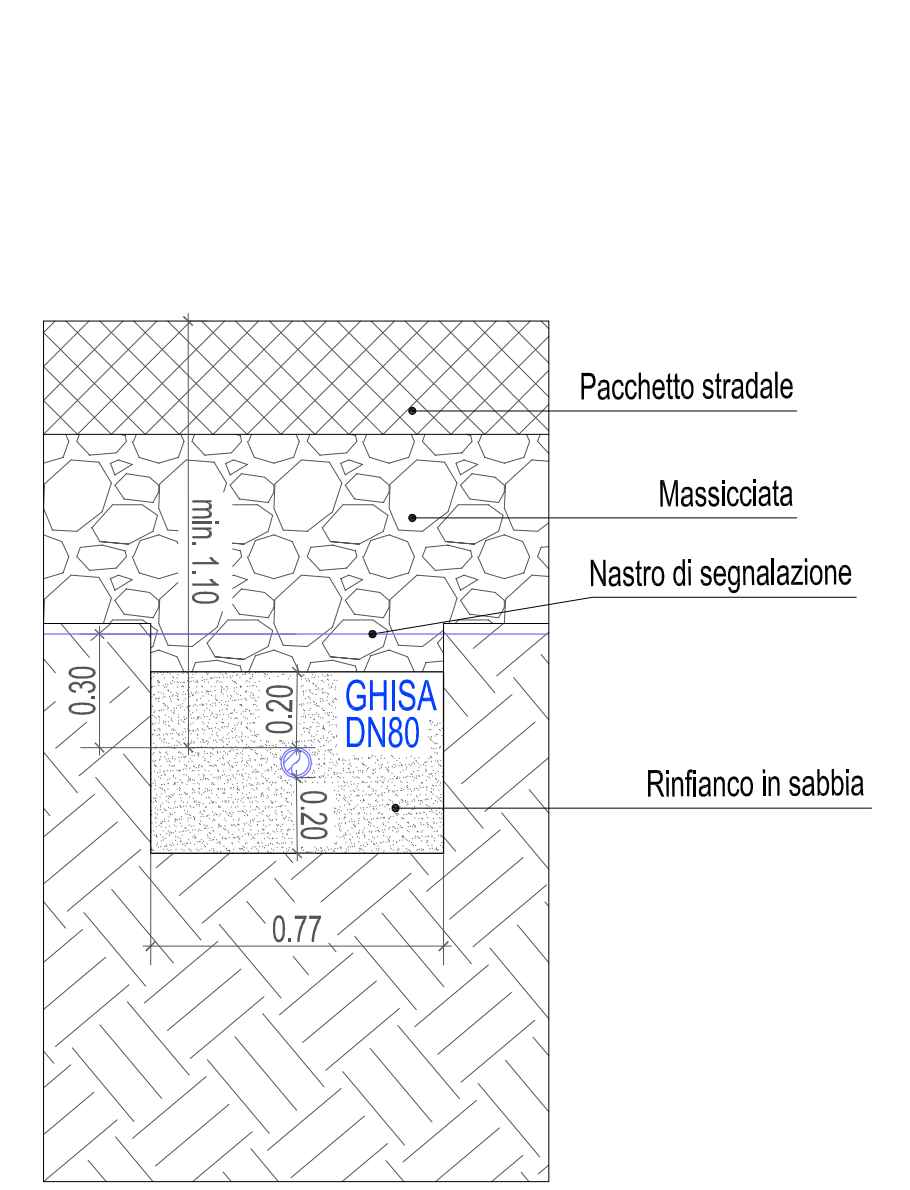 Pacchetto stradale
Massicciata
min. 1.10
Nastro di segnalazione
0.30
0.20
GHISA
DN80
Rinfianco in sabbia
0.20
0.77